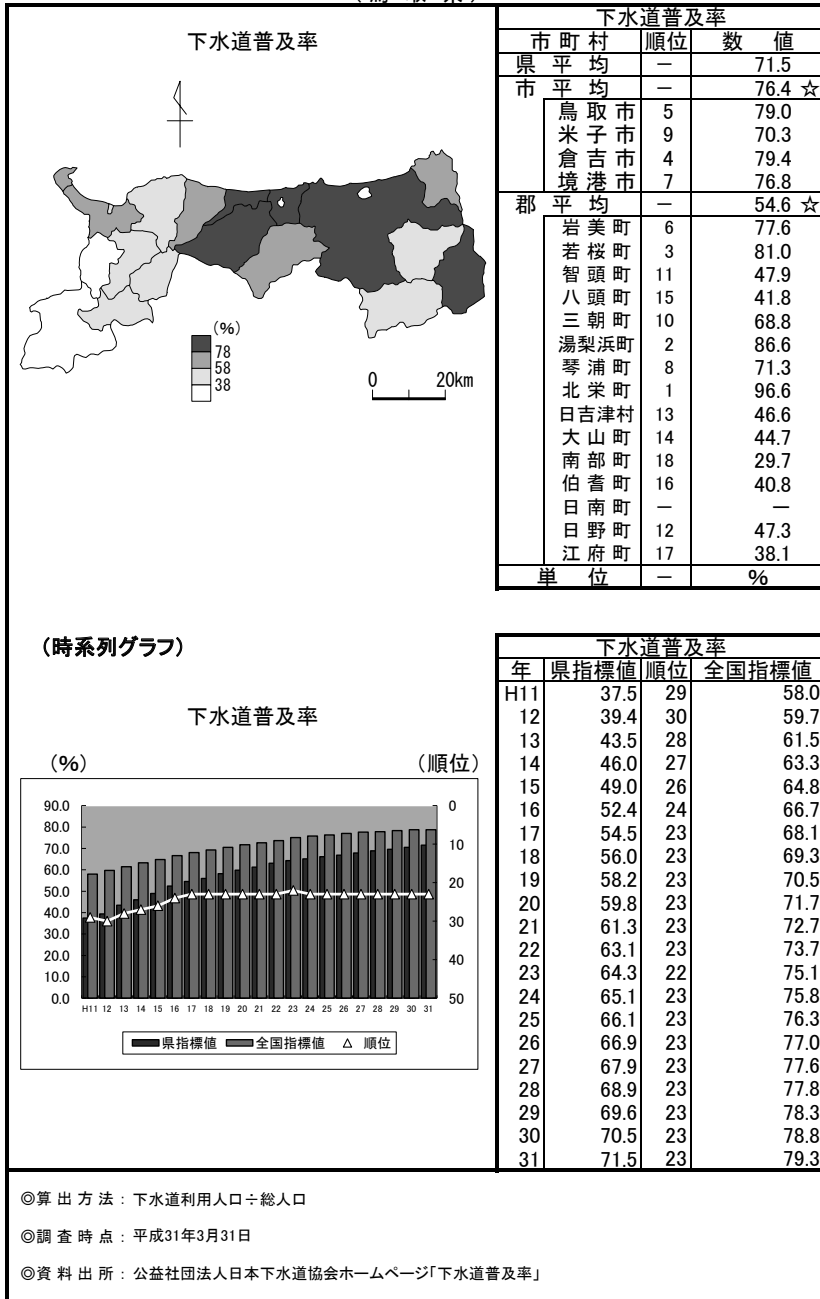 下水道普及率
(%)
78
58
38
0 20km
下水道普及率
市町村 順位 数 値
県 平 均 － 71.5
市 平 均 － 76.4 ☆
鳥取市 5 79.0
米子市 9 70.3
倉吉市 4 79.4
境港市 7 76.8
郡 平 均 － 54.6 ☆
岩美町 6 77.6
若桜町 3 81.0
智頭町 11 47.9
八頭町 15 41.8
三朝町 10 68.8
湯梨浜町 2 86.6
琴浦町 8 71.3
北栄町 1 96.6
日吉津村 13 46.6
大山町 14 44.7
南部町 18 29.7
伯耆町 16 40.8
日南町 － －
日野町 12 47.3
江府町 17 38.1
単 位 － %
(時系列グラフ)
下水道普及率
(%) (順位)
90.0 0
80.0
70.0 10
60.0
50.0 20
40.0
30.0 30
20.0 40
10.0
0.0 50
H11 12 13 14 15 16 17 18 19 20 21 22 23 24 25 26 27 28 29 30 31
県指標値 全国指標値 △ 順位
下水道普及率
年 県指標値 順位 全国指標値
H11 37.5 29 58.0
12 39.4 30 59.7
13 43.5 28 61.5
14 46.0 27 63.3
15 49.0 26 64.8
16 52.4 24 66.7
17 54.5 23 68.1
18 56.0 23 69.3
19 58.2 23 70.5
20 59.8 23 71.7
21 61.3 23 72.7
22 63.1 23 73.7
23 64.3 22 75.1
24 65.1 23 75.8
25 66.1 23 76.3
26 66.9 23 77.0
27 67.9 23 77.6
28 68.9 23 77.8
29 69.6 23 78.3
30 70.5 23 78.8
31 71.5 23 79.3
◎算出方法：下水道利用人口÷総人口
◎調査時点：平成31年3月31日
◎資料出所：公益社団法人日本下水道協会ホームページ「下水道普及率」